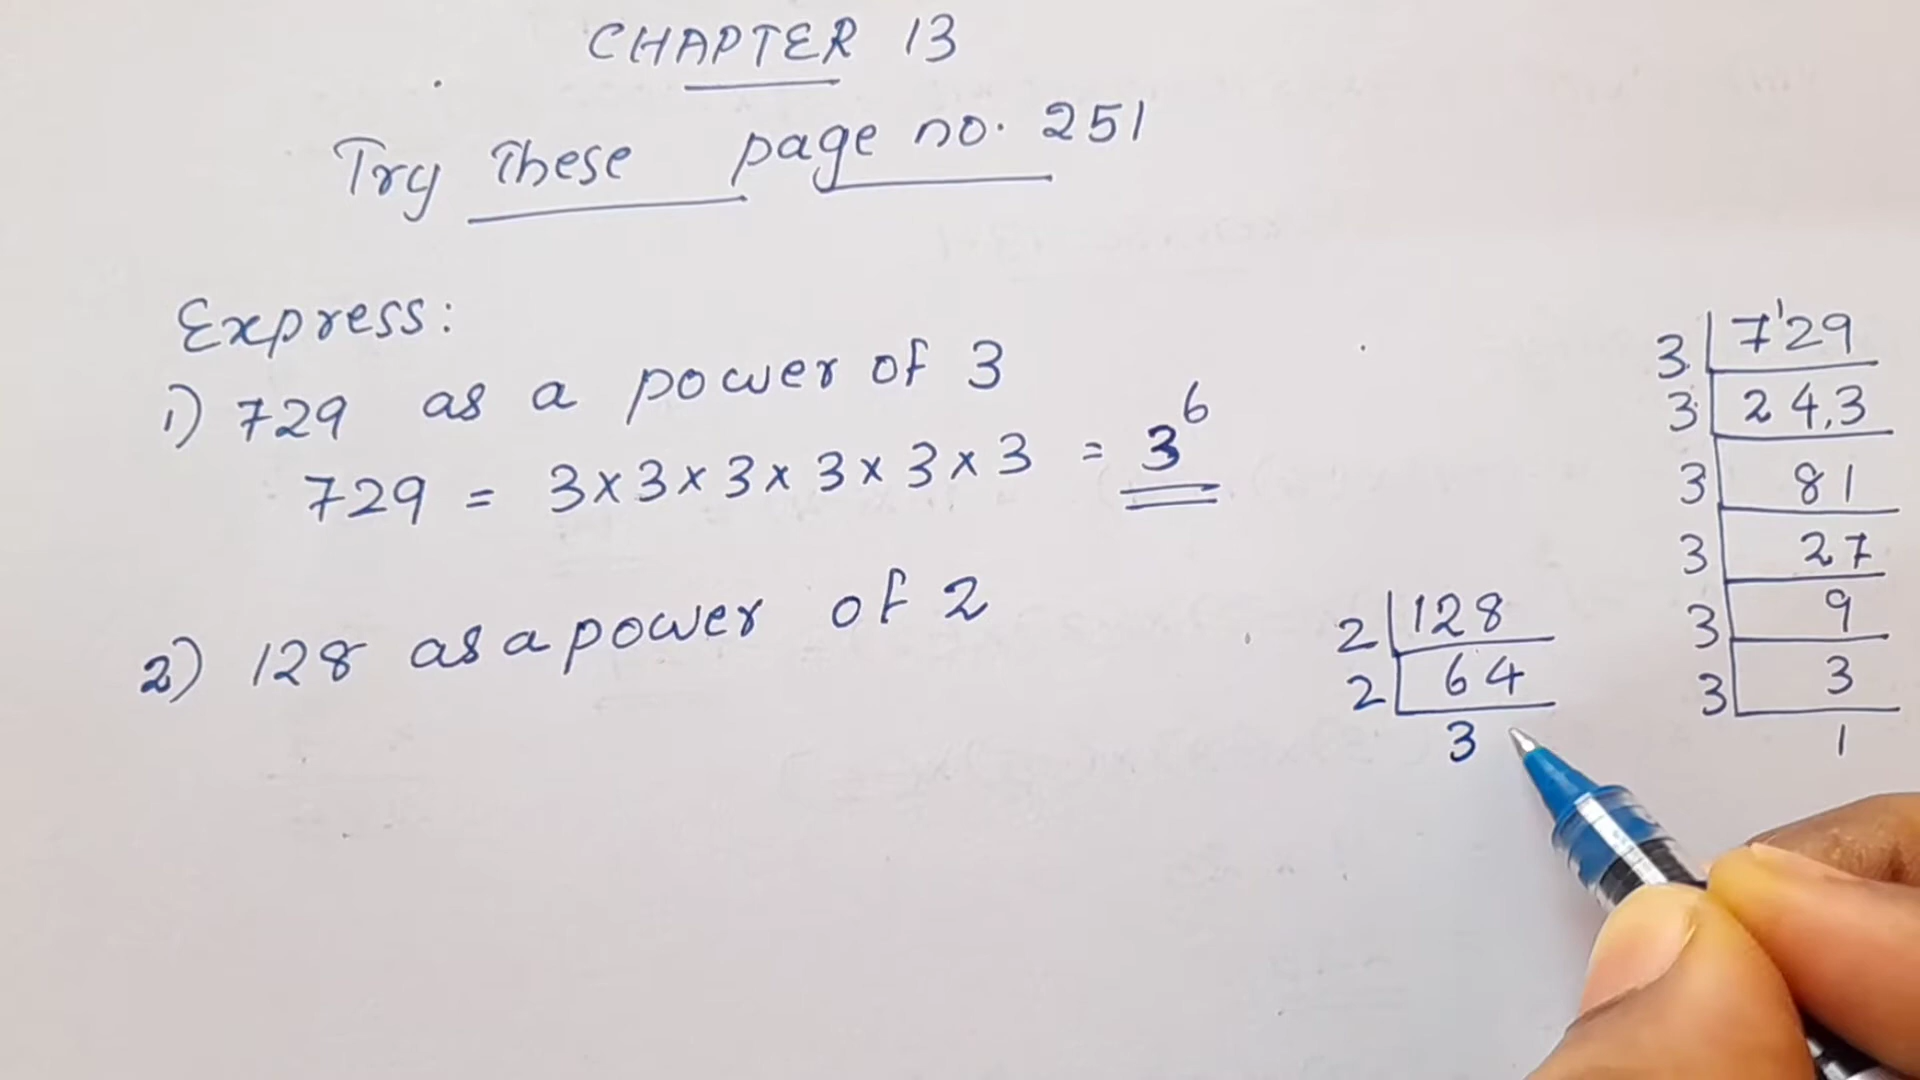 CHAPTER 13
Try These page no. 251
Express:
1) 729 as a power of 3
729 = 3×3×3×3×3×3 = 3⁶
2) 128 as a power of 2
2 128
2 64
3
3 729
3 243
3 81
3 27
3 9
3 3
1